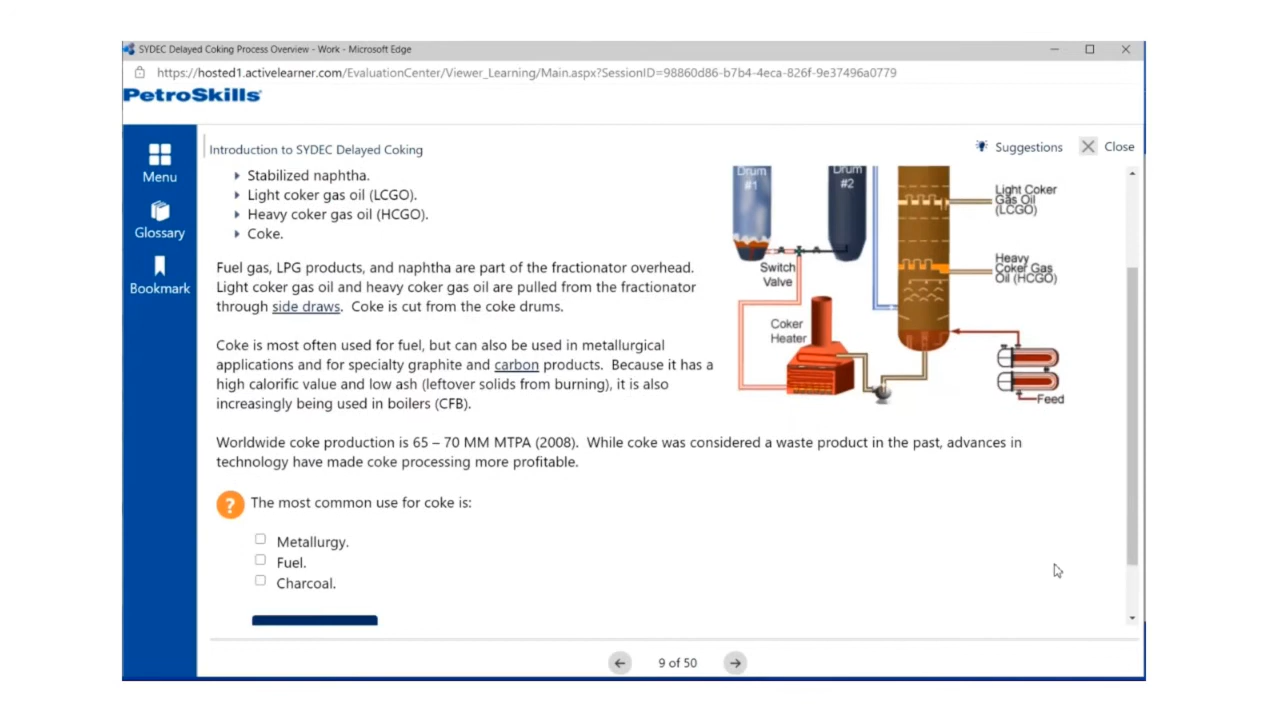 SYDEC Delayed Coking Process Overview - Work - Microsoft Edge
https://hosted1.activelearner.com/EvaluationCenter/Viewer_Learning/Main.aspx?SessionID=98860d86-b7b4-4eca-826f-9e37496a0779
PetroSkills
Menu
Glossary
Bookmark
Introduction to SYDEC Delayed Coking
Suggestions
Close
Stabilized naphtha.
Light coker gas oil (LCGO).
Heavy coker gas oil (HCGO).
Coke.
Fuel gas, LPG products, and naphtha are part of the fractionator overhead.
Light coker gas oil and heavy coker gas oil are pulled from the fractionator
through side draws. Coke is cut from the coke drums.
Coke is most often used for fuel, but can also be used in metallurgical
applications and for specialty graphite and carbon products. Because it has a
high calorific value and low ash (leftover solids from burning), it is also
increasingly being used in boilers (CFB).
Drum
#1
Drum
#2
Light Coker
Gas Oil
(LCGO)
Switch
Valve
Heavy
Coker Gas
Oil (HCGO)
Coker
Heater
Feed
Worldwide coke production is 65 – 70 MM MTPA (2008). While coke was considered a waste product in the past, advances in
technology have made coke processing more profitable.
? The most common use for coke is:
Metallurgy.
Fuel.
Charcoal.
9 of 50